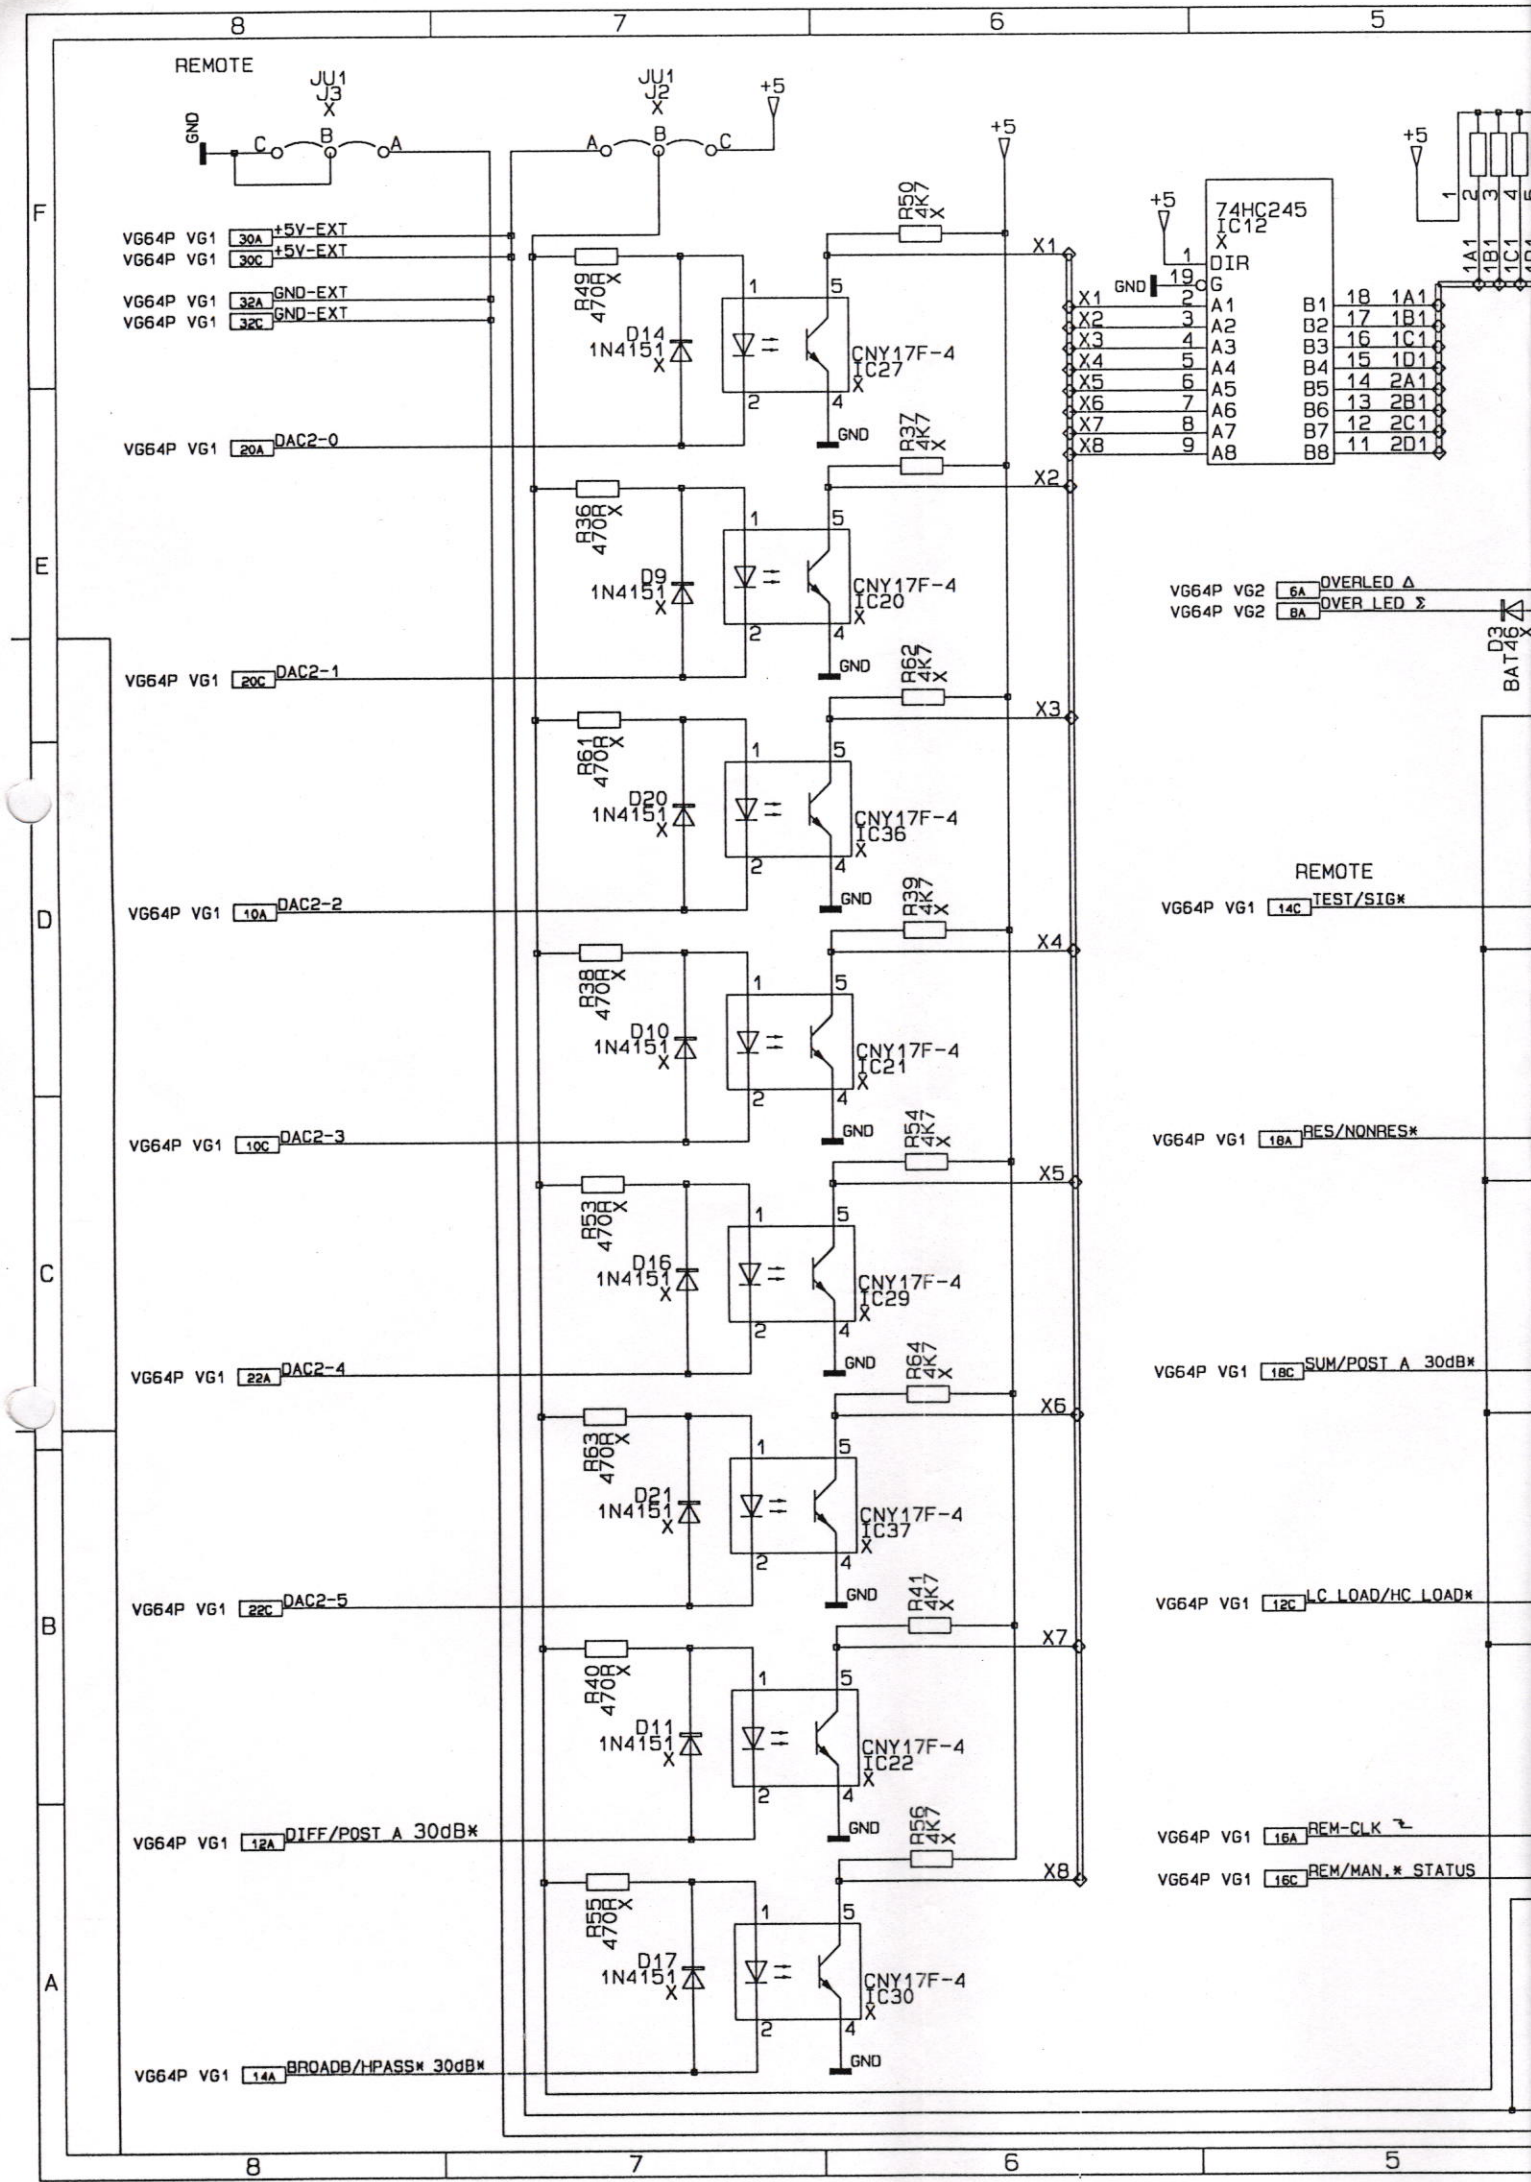 8 7 6 5
REMOTE
JU1
J3
X
GND
C B A
JU1
J2
X
A B C
+5
+5
+5
+5
F
E
D
C
B
A
VG64P VG1 30A +5V-EXT
VG64P VG1 30C +5V-EXT
VG64P VG1 32A GND-EXT
VG64P VG1 32C GND-EXT
R49
470R
X
D14
1N4151
X
1
2
5
4
CNY17F-4
IC27
X
GND
R50
4K7
X
X1
VG64P VG1 20A DAC2-0
R36
470R
X
D9
1N4151
X
1
2
5
4
CNY17F-4
IC20
X
GND
R37
4K7
X
X2
VG64P VG1 20C DAC2-1
R61
470R
X
D20
1N4151
X
1
2
5
4
CNY17F-4
IC36
X
GND
R62
4K7
X
X3
VG64P VG1 10A DAC2-2
R38
470R
X
D10
1N4151
X
1
2
5
4
CNY17F-4
IC21
X
GND
R39
4K7
X
X4
VG64P VG1 10C DAC2-3
R53
470R
X
D16
1N4151
X
1
2
5
4
CNY17F-4
IC29
X
GND
R54
4K7
X
X5
VG64P VG1 22A DAC2-4
R63
470R
X
D21
1N4151
X
1
2
5
4
CNY17F-4
IC37
X
GND
R64
4K7
X
X6
VG64P VG1 22C DAC2-5
R40
470R
X
D11
1N4151
X
1
2
5
4
CNY17F-4
IC22
X
GND
R41
4K7
X
X7
VG64P VG1 12A DIFF/POST A 30dB*
R55
470R
X
D17
1N4151
X
1
2
5
4
CNY17F-4
IC30
X
GND
R56
4K7
X
X8
VG64P VG1 14A BROADB/HPASS* 30dB*
74HC245
IC12
X
1 DIR
GND 19 G
X1 2 A1 B1 18 1A1
X2 3 A2 B2 17 1B1
X3 4 A3 B3 16 1C1
X4 5 A4 B4 15 1D1
X5 6 A5 B5 14 2A1
X6 7 A6 B6 13 2B1
X7 8 A7 B7 12 2C1
X8 9 A8 B8 11 2D1
1 2 3 4
1A1
1B1
1C1
VG64P VG2 6A OVERLED Δ
VG64P VG2 8A OVER LED Σ
D3
BAT46
X
REMOTE
VG64P VG1 14C TEST/SIG*
VG64P VG1 18A RES/NONRES*
VG64P VG1 18C SUM/POST A 30dB*
VG64P VG1 12C LC LOAD/HC LOAD*
VG64P VG1 16A REM-CLK
VG64P VG1 16C REM/MAN.* STATUS
8 7 6 5